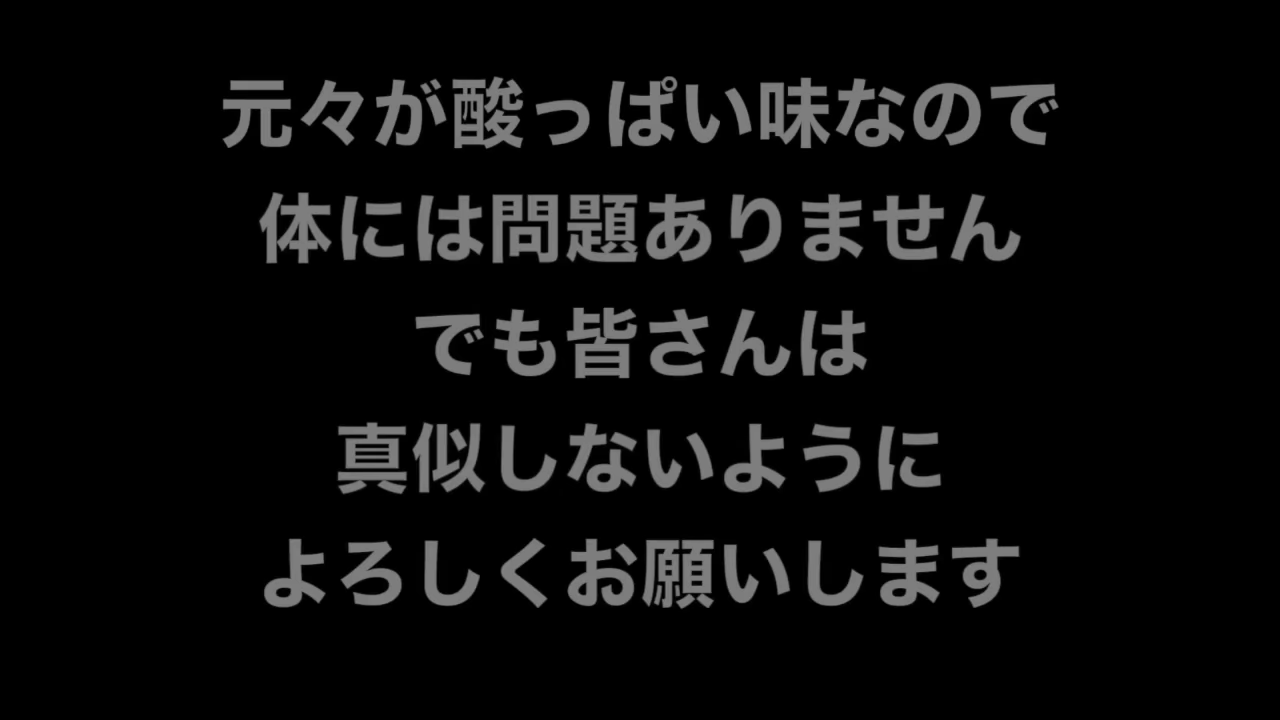 元々が酸っぱい味なので
体には問題ありません
でも皆さんは
真似しないように
よろしくお願いします